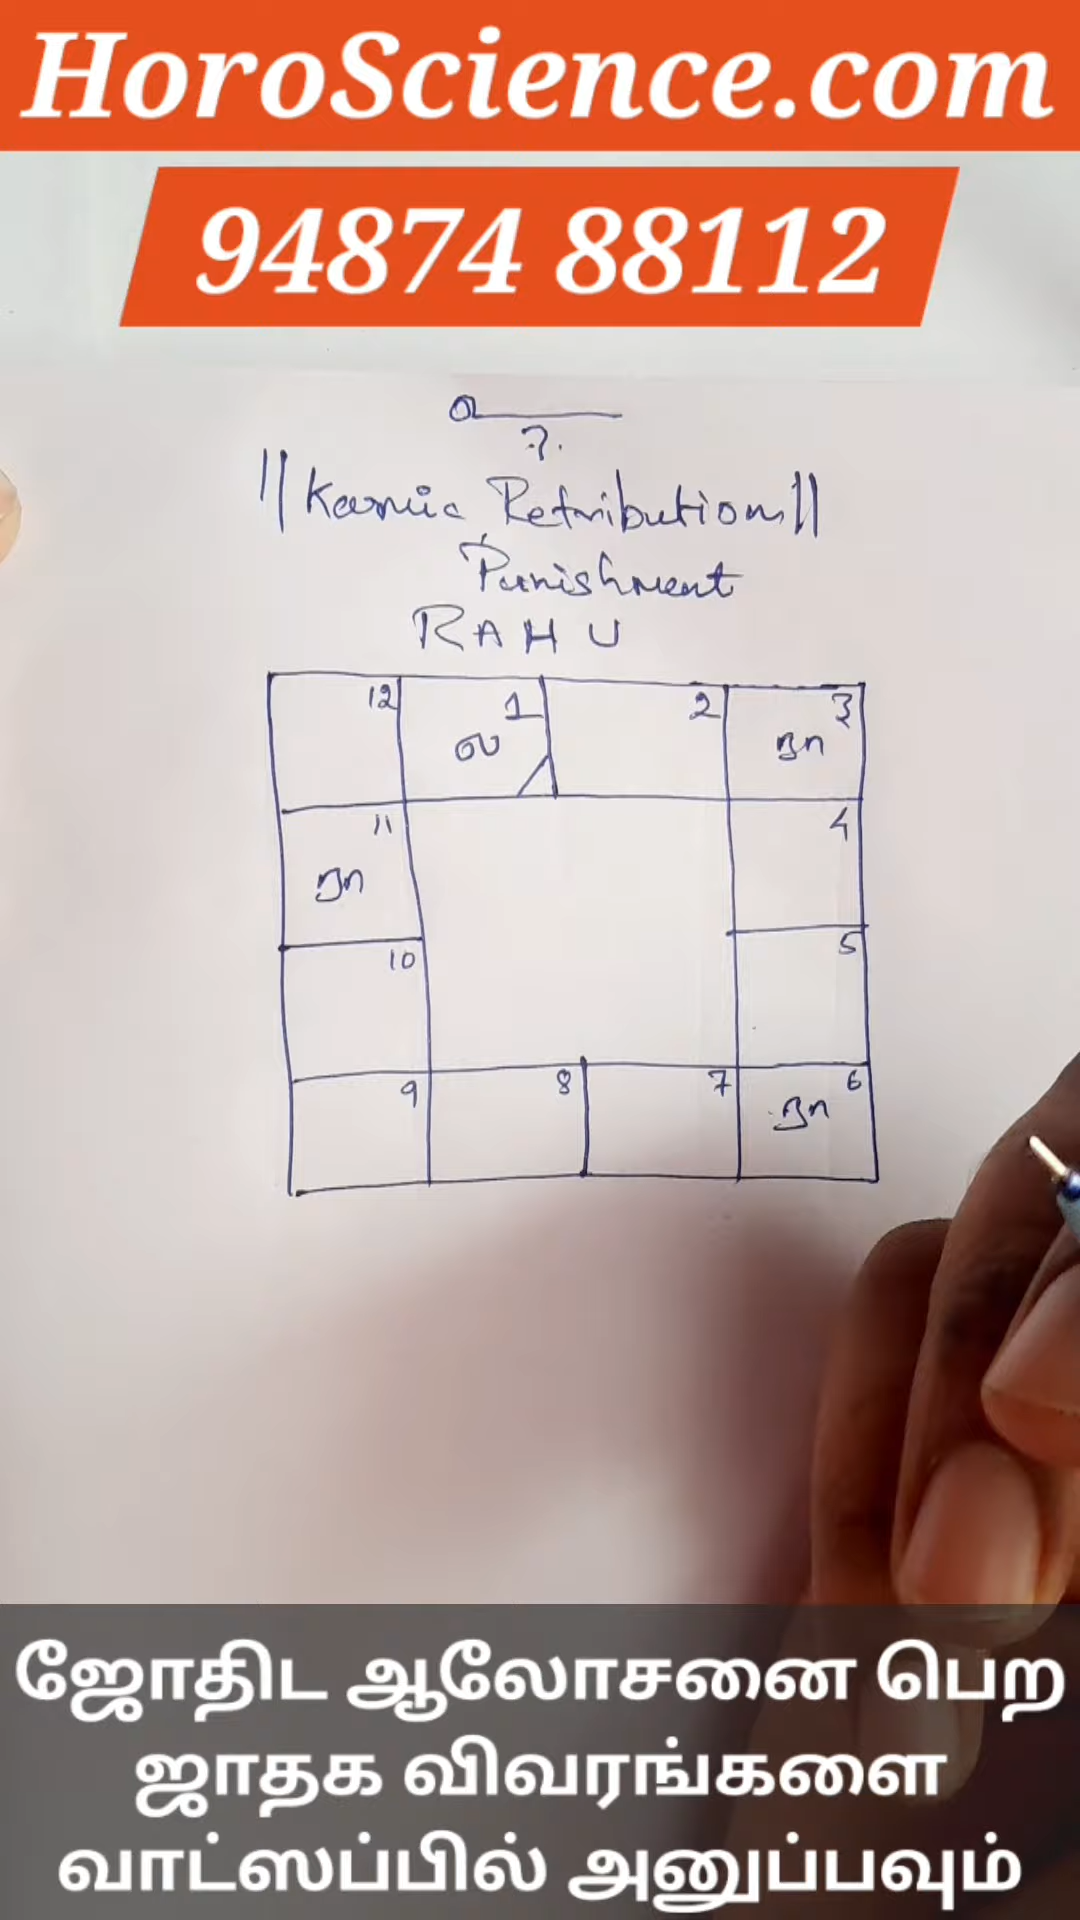 HoroScience.com
94874 88112
உ
?
|| Karmic Retribution ||
Punishment
RAHU
12 1 2 3
ல ரா
11 4
ரா
10 5
9 8 7 6
ரா
ஜோதிட ஆலோசனை பெற
ஜாதக விவரங்களை
வாட்ஸப்பில் அனுப்பவும்